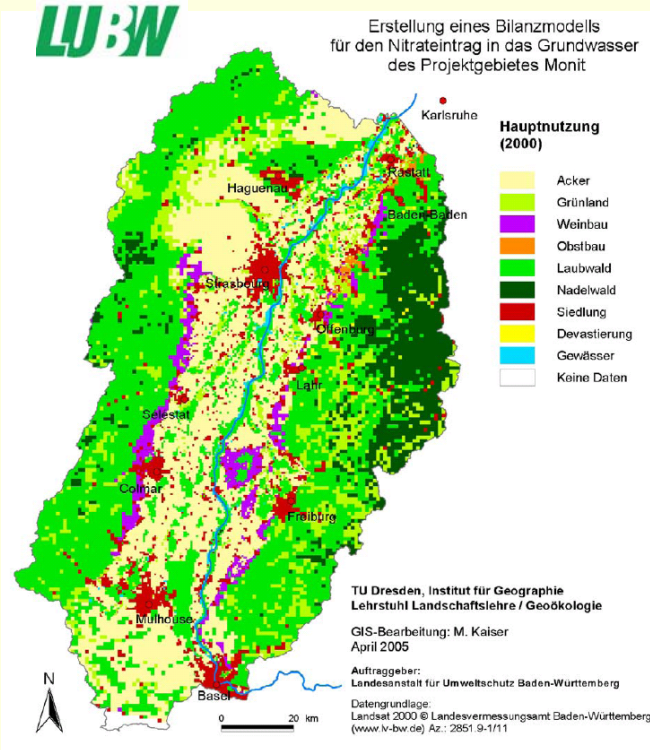 LUBW
Erstellung eines Bilanzmodells
für den Nitrateintrag in das Grundwasser
des Projektgebietes Monit
Karlsruhe
Hauptnutzung
(2000)
Rastatt
Acker
Haguenau
Grünland
Baden-Baden
Weinbau
Obstbau
Laubwald
Nadelwald
Strasbourg
Siedlung
Offenburg
Devastierung
Gewässer
Lahr
Keine Daten
Sélestat
Colmar
Freiburg
TU Dresden, Institut für Geographie
Lehrstuhl Landschaftslehre / Geoökologie
Mulhouse
GIS-Bearbeitung: M. Kaiser
April 2005
Auftraggeber:
Landesanstalt für Umweltschutz Baden-Württemberg
N
Basel
Datengrundlage:
0 20 km
Landsat 2000 © Landesvermessungsamt Baden-Württemberg
(www.lv-bw.de) Az.: 2851.9-1/11